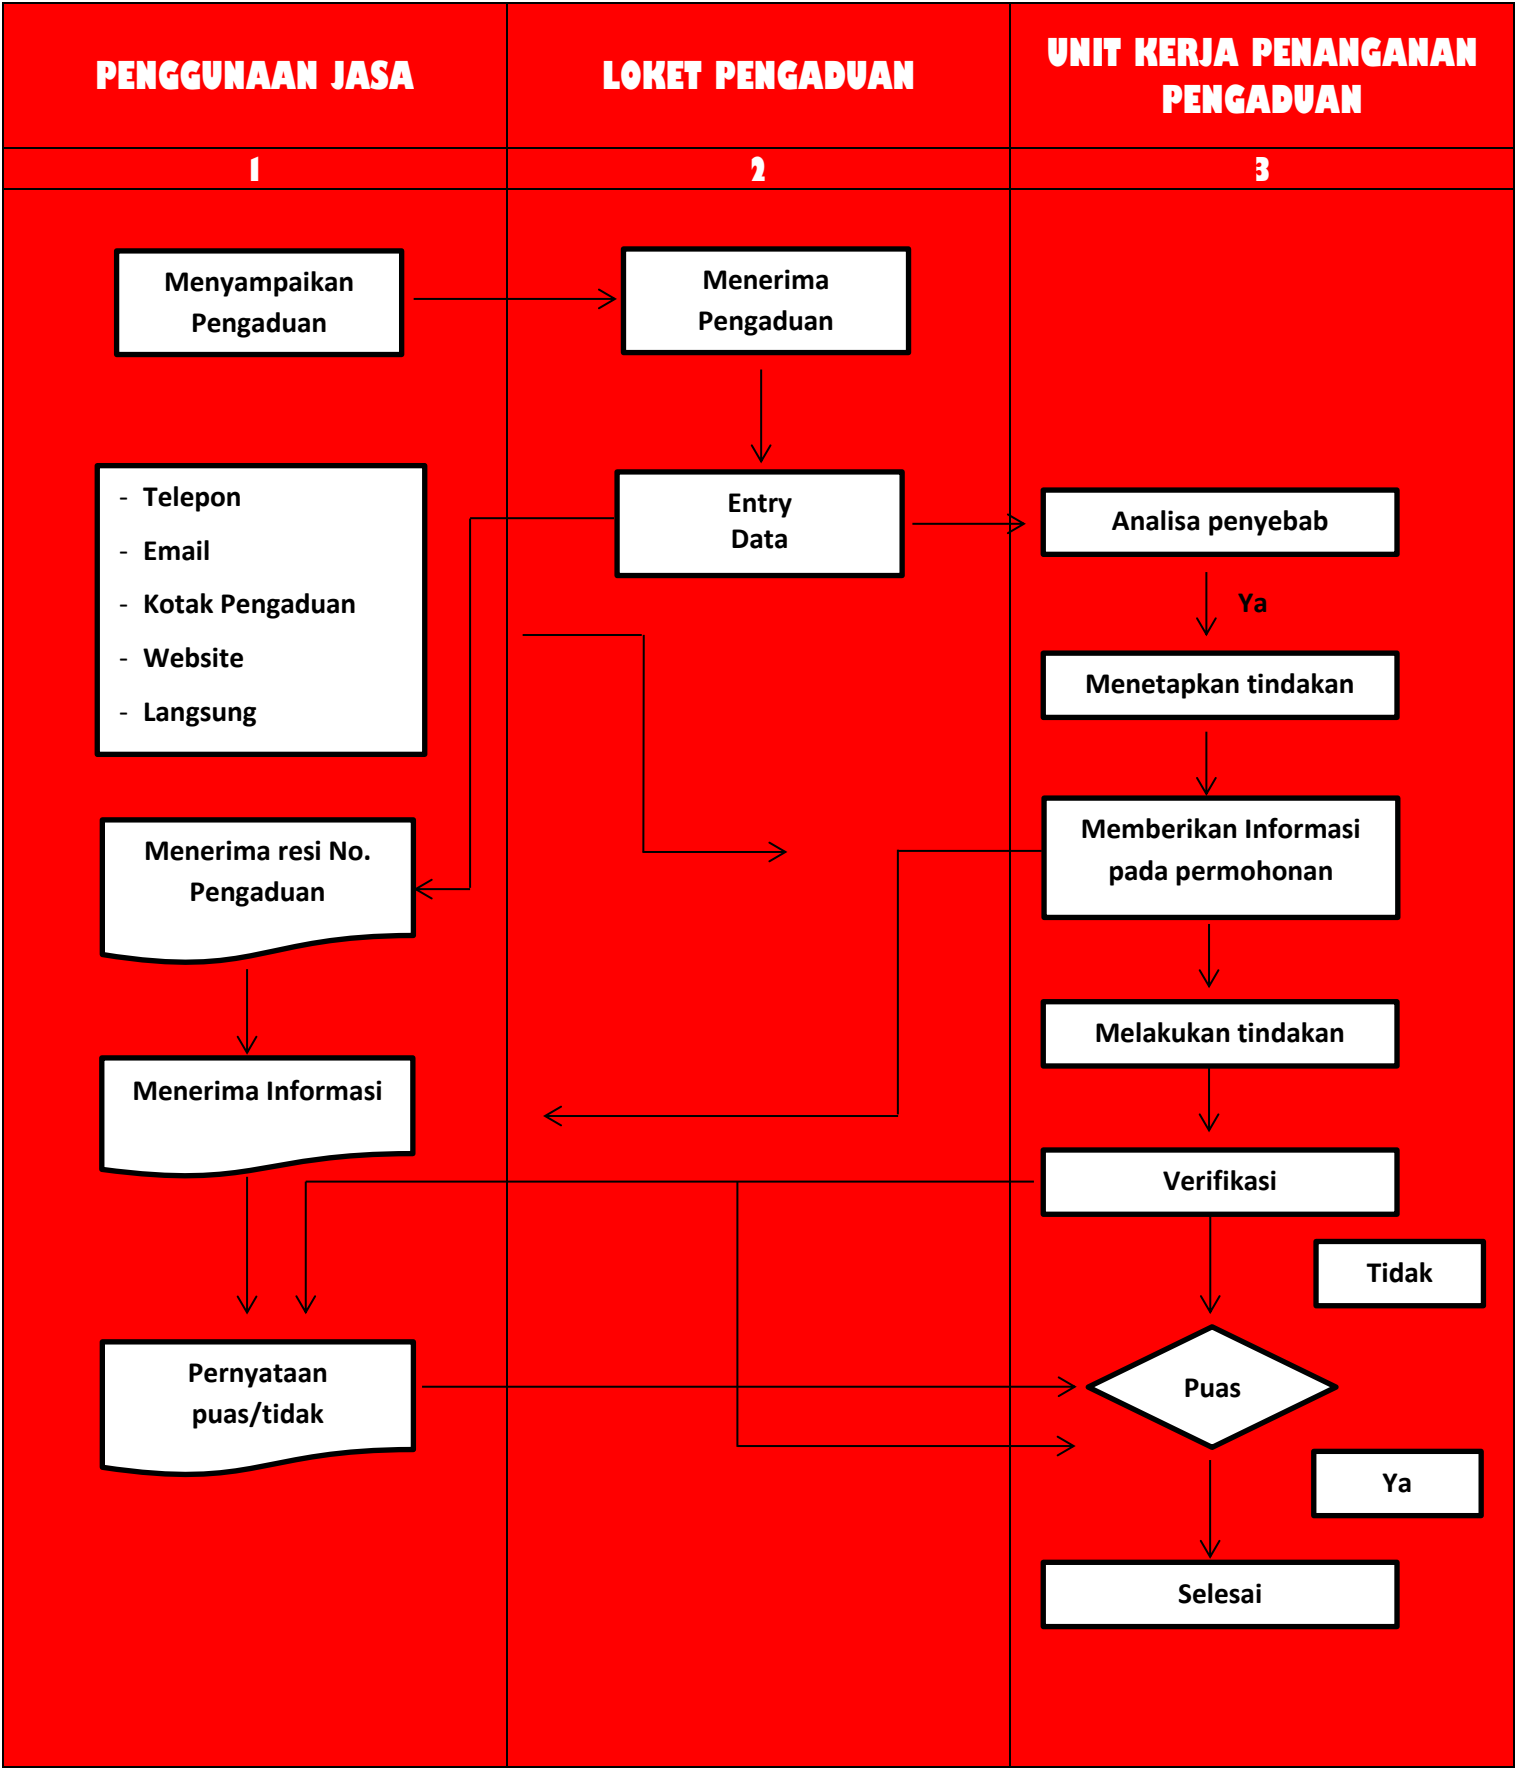 PENGGUNAAN JASA
LOKET PENGADUAN
UNIT KERJA PENANGANAN
PENGADUAN
1
2
3
Menyampaikan
Pengaduan
Menerima
Pengaduan
- Telepon
- Email
- Kotak Pengaduan
- Website
- Langsung
Entry
Data
Analisa penyebab
Ya
Menetapkan tindakan
Menerima resi No.
Pengaduan
Memberikan Informasi
pada permohonan
Melakukan tindakan
Menerima Informasi
Verifikasi
Tidak
Pernyataan
puas/tidak
Puas
Ya
Selesai